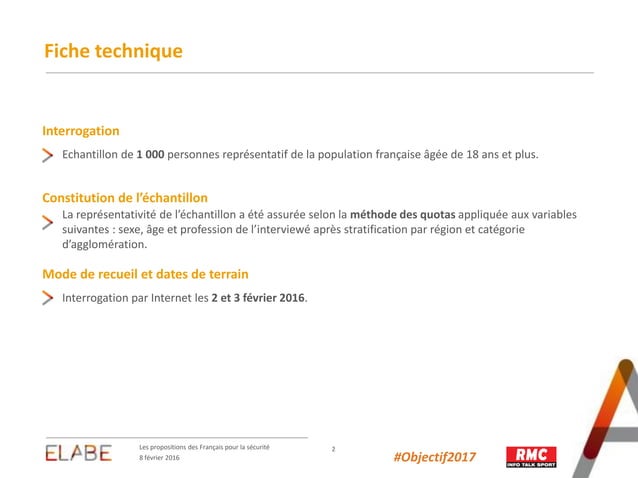 Fiche technique
Interrogation
Echantillon de 1 000 personnes représentatif de la population française âgée de 18 ans et plus.
Constitution de l’échantillon
La représentativité de l’échantillon a été assurée selon la méthode des quotas appliquée aux variables
suivantes : sexe, âge et profession de l’interviewé après stratification par région et catégorie
d’agglomération.
Mode de recueil et dates de terrain
Interrogation par Internet les 2 et 3 février 2016.
ELABE
Les propositions des Français pour la sécurité
8 février 2016
2
#Objectif2017
RMC
INFO TALK SPORT